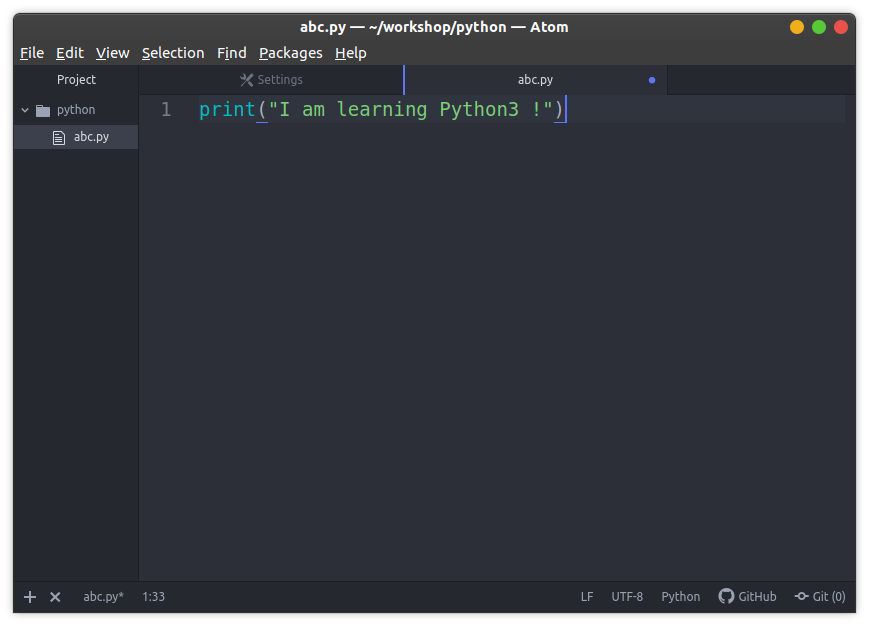 abc.py — ~/workshop/python — Atom
File Edit View Selection Find Packages Help
Project Settings abc.py
python
abc.py
1 print("I am learning Python3 !")
abc.py* 1:33 LF UTF-8 Python GitHub Git (0)